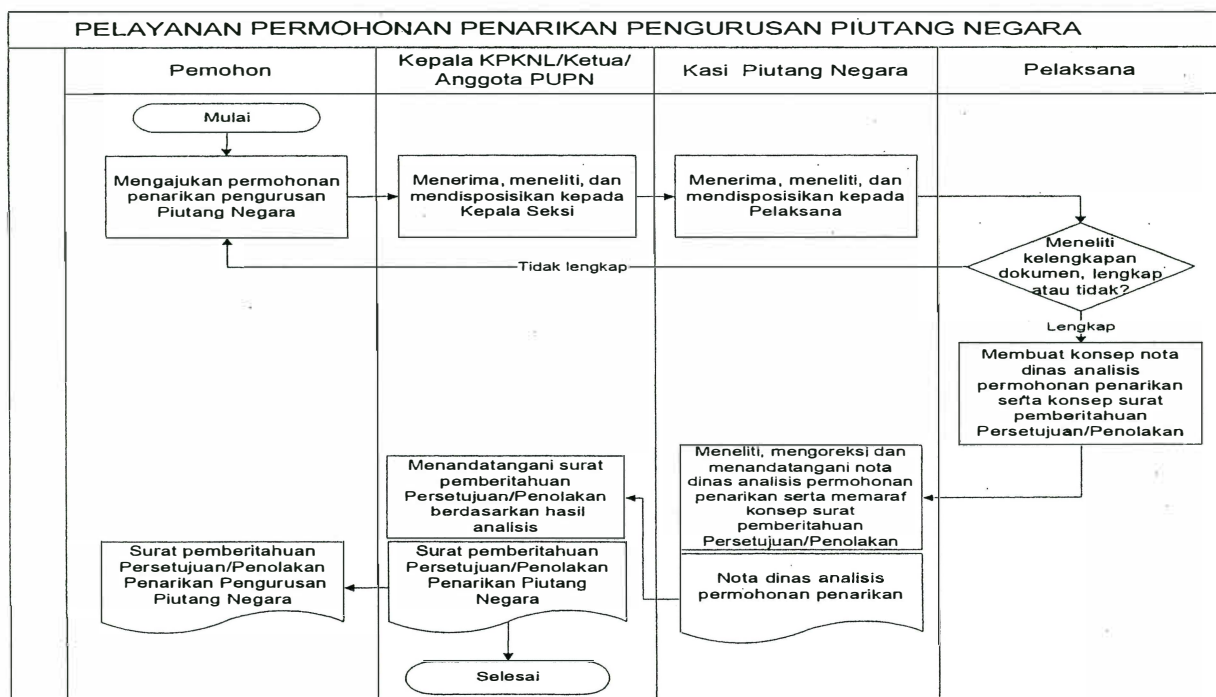 PELAYANAN PERMOHONAN PENARIKAN PENGURUSAN PIUTANG NEGARA
Pemohon
Kepala KPKNL/Ketua/
Anggota PUPN
Kasi Piutang Negara
Pelaksana
Mulai
Mengajukan permohonan
penarikan pengurusan
Piutang Negara
Menerima, meneliti, dan
mendisposisikan kepada
Kepala Seksi
Menerima, meneliti, dan
mendisposisikan kepada
Pelaksana
Meneliti
kelengkapan
dokumen, lengkap
atau tidak?
Tidak lengkap
Lengkap
Membuat konsep nota
dinas analisis
permohonan penarikan
serta konsep surat
pemberitahuan
Persetujuan/Penolakan
Meneliti, mengoreksi dan
menandatangani nota
dinas analisis permohonan
penarikan serta memaraf
konsep surat
pemberitahuan
Persetujuan/Penolakan
Nota dinas analisis
permohonan penarikan
Menandatangani surat
pemberitahuan
Persetujuan/Penolakan
berdasarkan hasil
analisis
Surat pemberitahuan
Persetujuan/Penolakan
Penarikan Piutang
Negara
Surat pemberitahuan
Persetujuan/Penolakan
Penarikan Pengurusan
Piutang Negara
Selesai